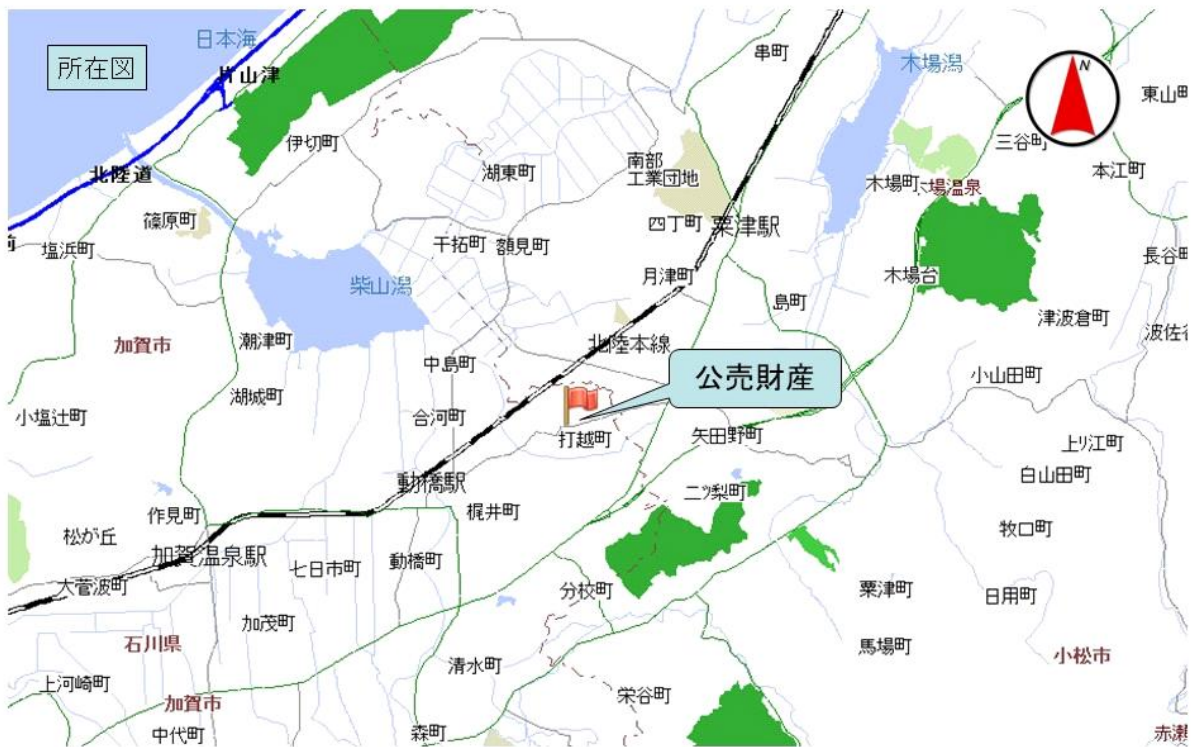 日本海
所在図
片山津
串町
木場潟
N
東山町
伊切町
三谷町
南部
工業団地
本江町
湖東町
北陸道
木場町
木場温泉
篠原町
四丁町
粟津駅
前
塩浜町
干拓町
額見町
長谷町
月津町
木場台
柴山潟
島町
津波倉町
波佐谷
潮津町
北陸本線
加賀市
中島町
小山田町
公売財産
湖城町
小塩辻町
合河町
打越町
矢田野町
上り江町
白山田町
動橋駅
二ツ梨町
作見町
梶井町
松が丘
牧口町
加賀温泉駅
七日市町
動橋町
大菅波町
分校町
粟津町
日用町
加茂町
石川県
馬場町
小松市
清水町
上河崎町
加賀市
栄谷町
中代町
森町
赤瀬